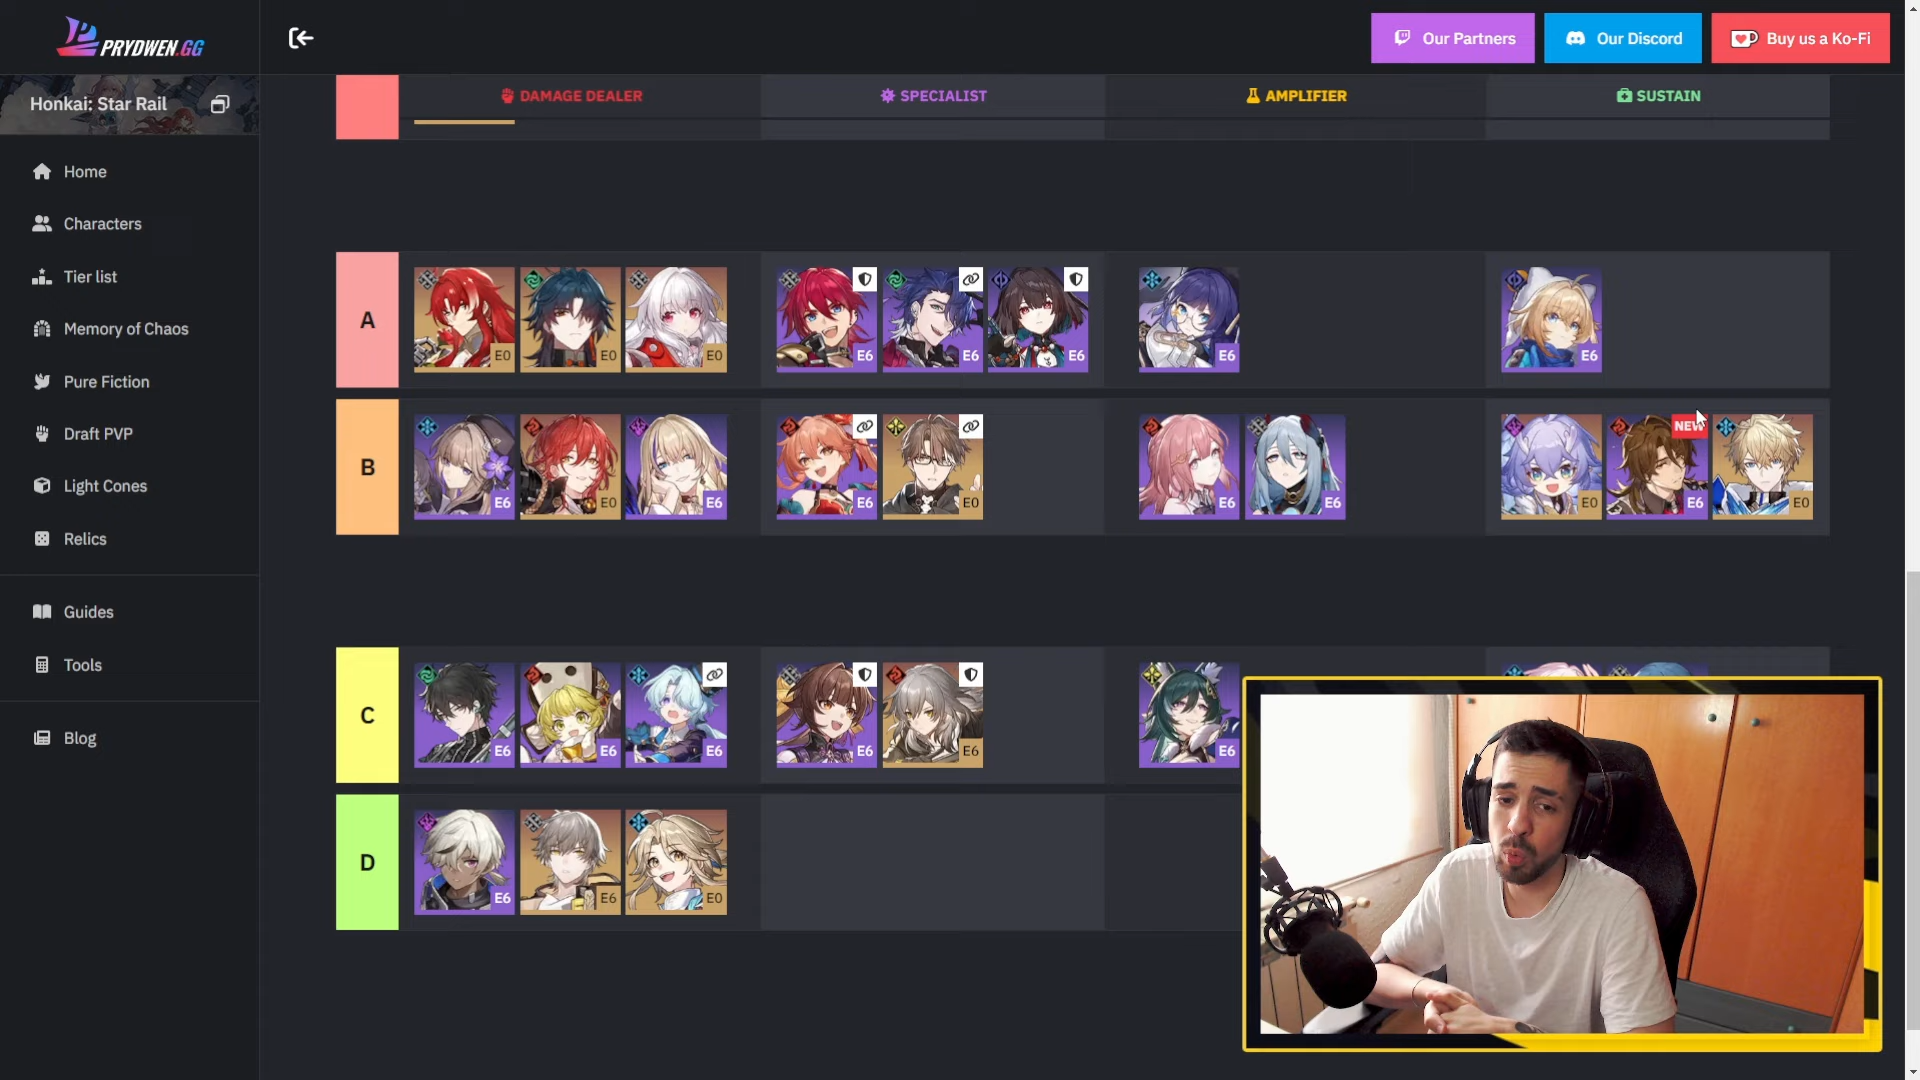 PRYDWEN.GG
Our Partners
Our Discord
Buy us a Ko-Fi
Honkai: Star Rail
Home
Characters
Tier list
Memory of Chaos
Pure Fiction
Draft PVP
Light Cones
Relics
Guides
Tools
Blog
DAMAGE DEALER
SPECIALIST
AMPLIFIER
SUSTAIN
A
E0 E0 E0 E6 E6 E6 E6 E6
B
NEW
E6 E0 E6 E6 E0 E6 E6 E0 E6 E0
C
E6 E6 E6 E6 E6 E6
D
E6 E6 E0